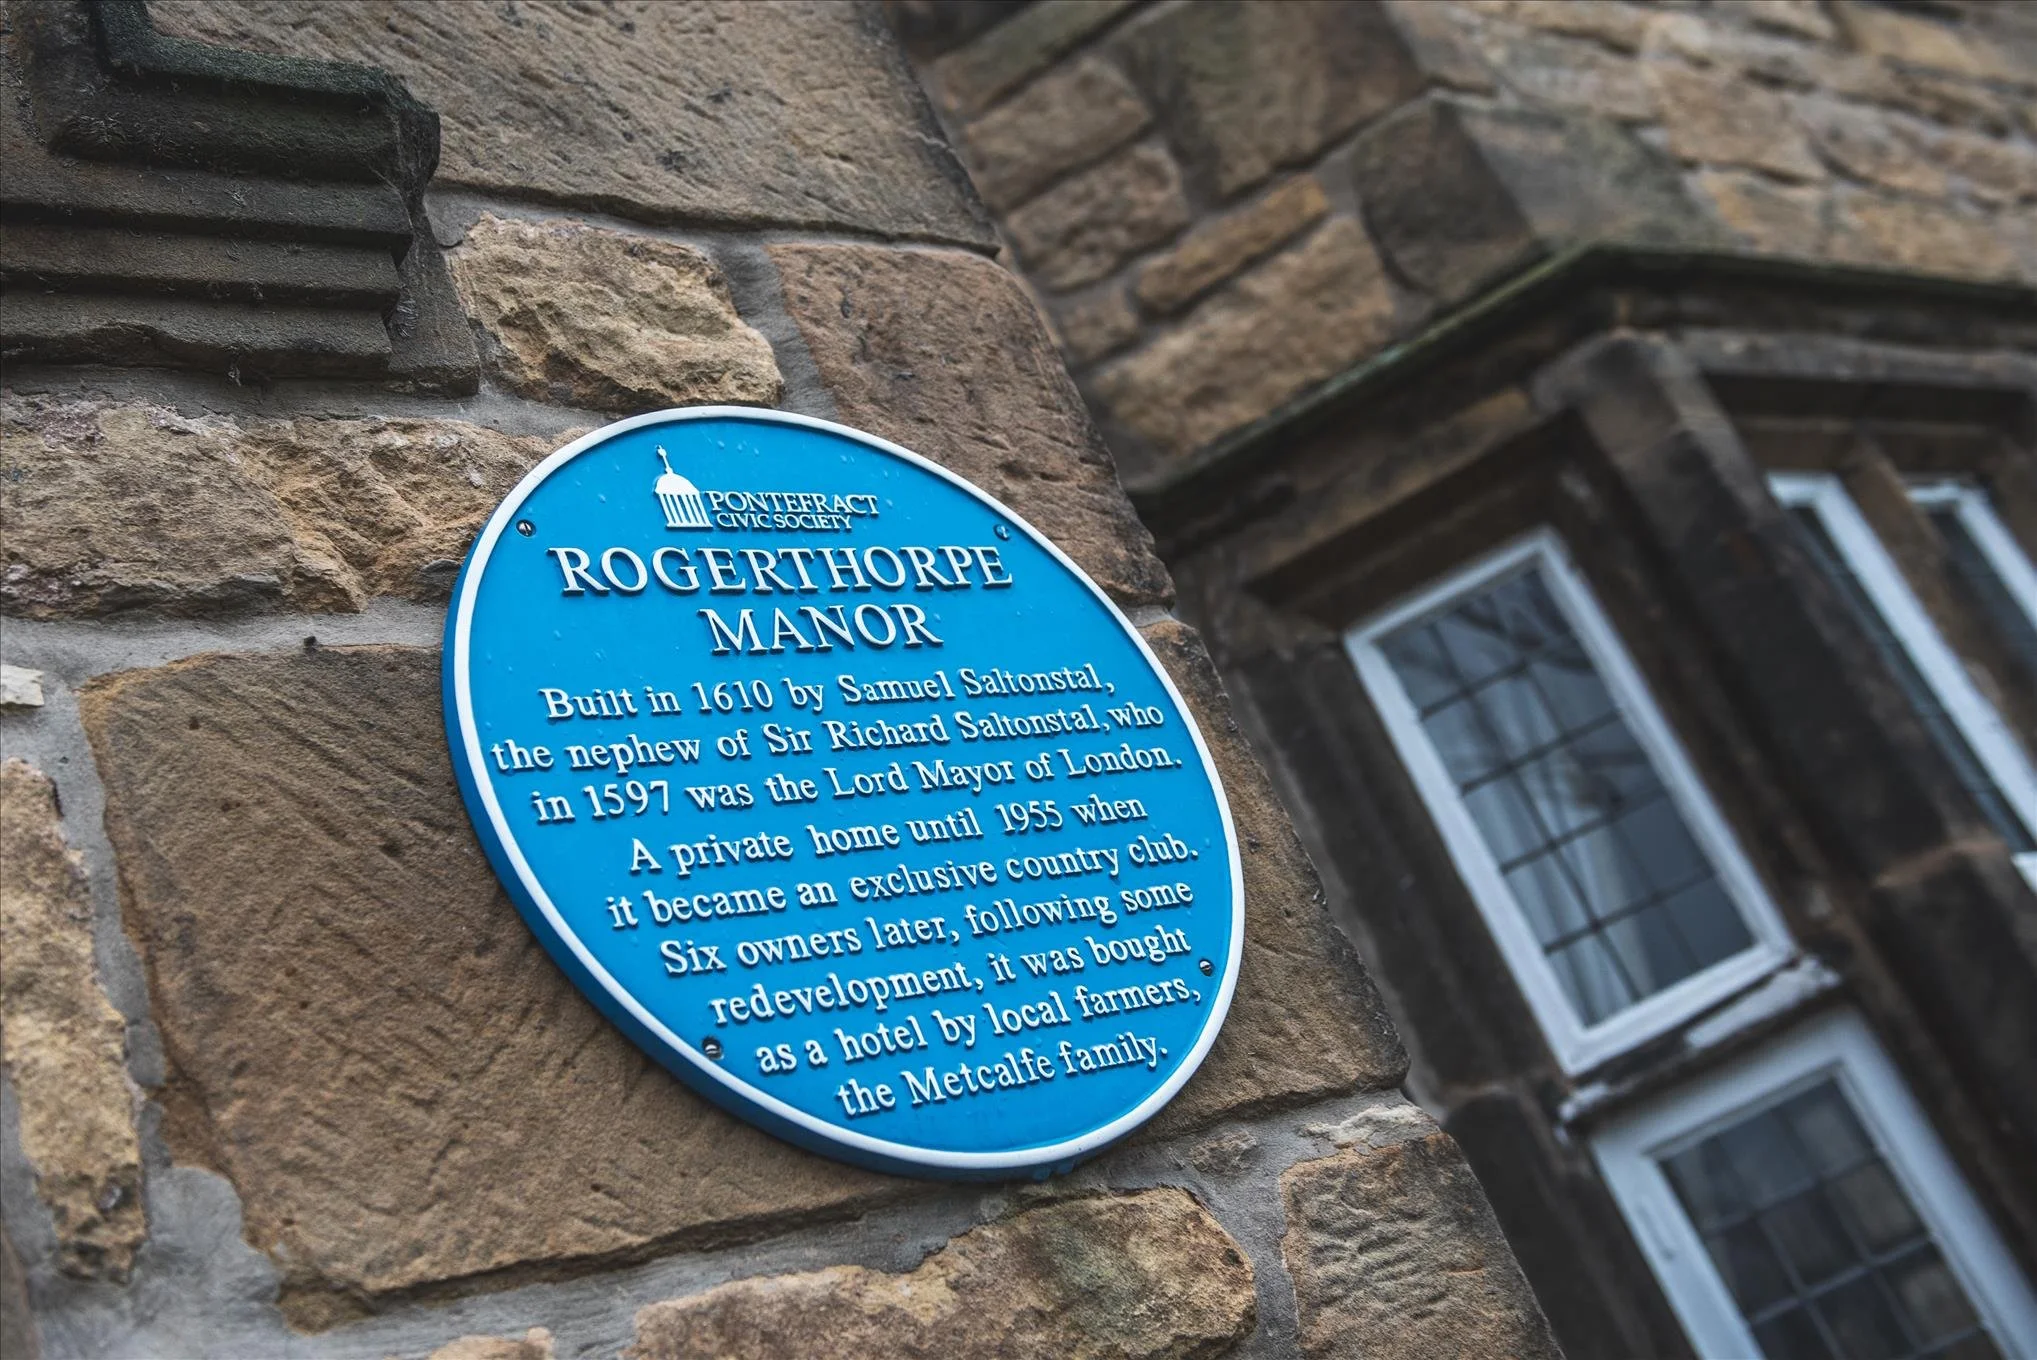 PONTEFRACT
CIVIC SOCIETY
ROGERTHORPE
MANOR
Built in 1610 by Samuel Saltonstal,
the nephew of Sir Richard Saltonstal, who
in 1597 was the Lord Mayor of London.
A private home until 1955 when
it became an exclusive country club.
Six owners later, following some
redevelopment, it was bought
as a hotel by local farmers,
the Metcalfe family.